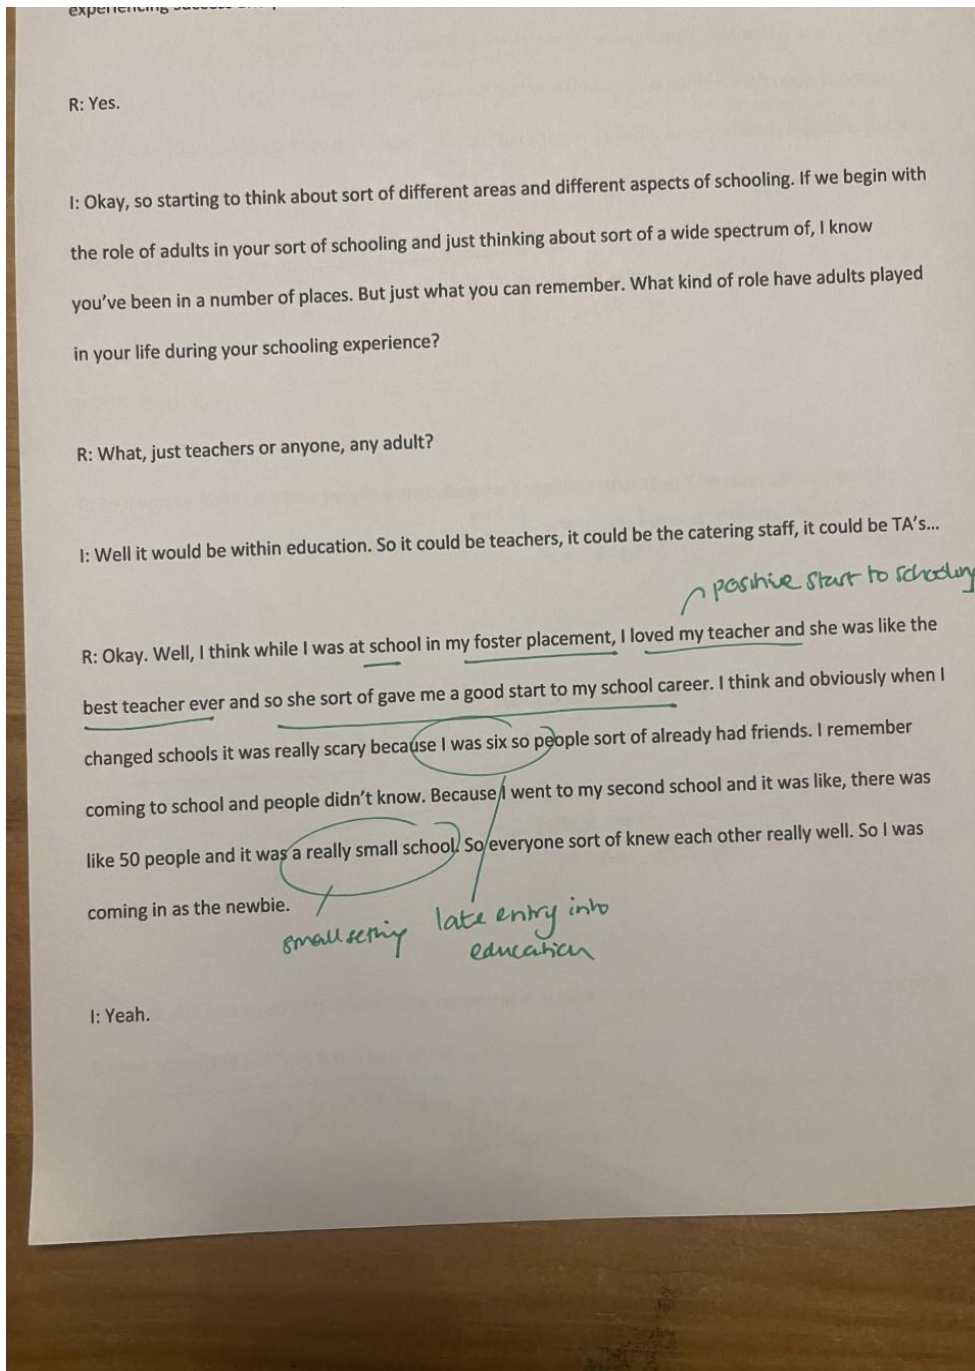 experiencing
R: Yes.
I: Okay, so starting to think about sort of different areas and different aspects of schooling. If we begin with
the role of adults in your sort of schooling and just thinking about sort of a wide spectrum of, I know
you've been in a number of places. But just what you can remember. What kind of role have adults played
in your life during your schooling experience?
R: What, just teachers or anyone, any adult?
I: Well it would be within education. So it could be teachers, it could be the catering staff, it could be TA's...
positive start to schooling
R: Okay. Well, I think while I was at school in my foster placement, I loved my teacher and she was like the
best teacher ever and so she sort of gave me a good start to my school career. I think and obviously when I
changed schools it was really scary because I was six so people sort of already had friends. I remember
coming to school and people didn't know. Because I went to my second school and it was like, there was
like 50 people and it was a really small school. So everyone sort of knew each other really well. So I was
coming in as the newbie.
small setting
late entry into
education
I: Yeah.